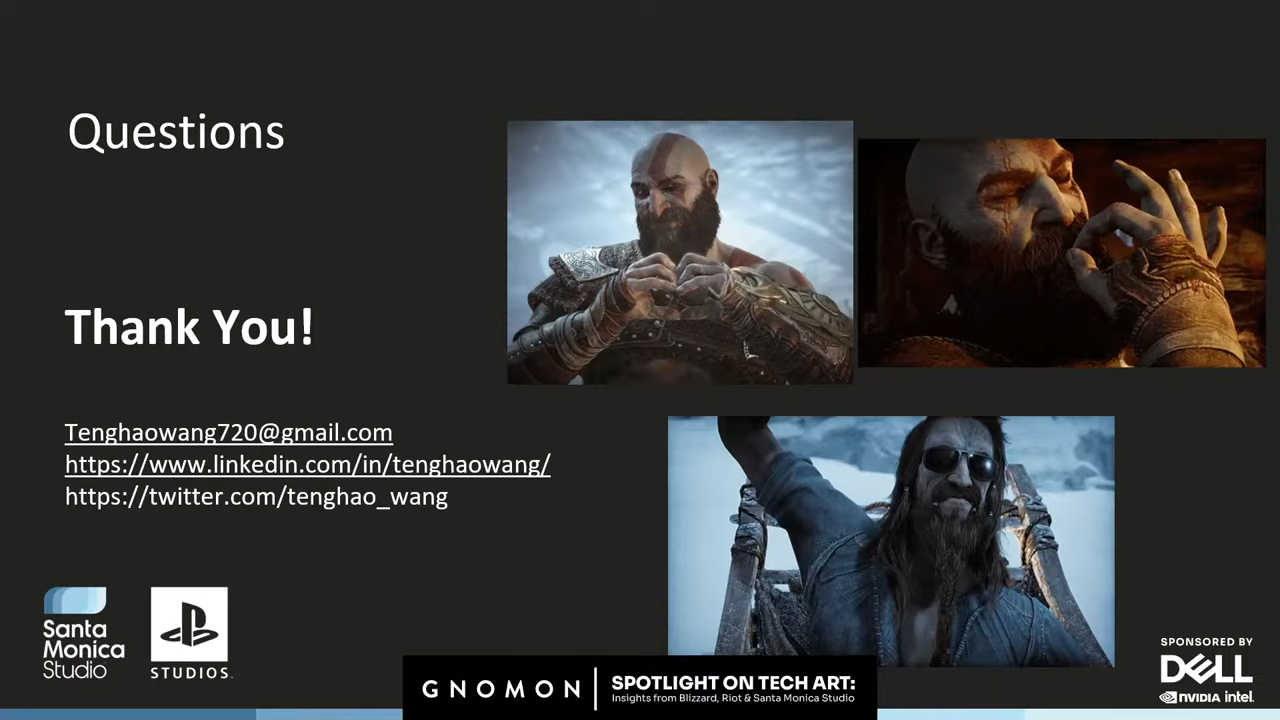 Questions
Thank You!
Tenghaowang720@gmail.com
https://www.linkedin.com/in/tenghaowang/
https://twitter.com/tenghao_wang
Santa
Monica
Studio
STUDIOS
GNOMON
SPOTLIGHT ON TECH ART:
Insights from Blizzard, Riot & Santa Monica Studio
SPONSORED BY
DELL
NVIDIA intel.